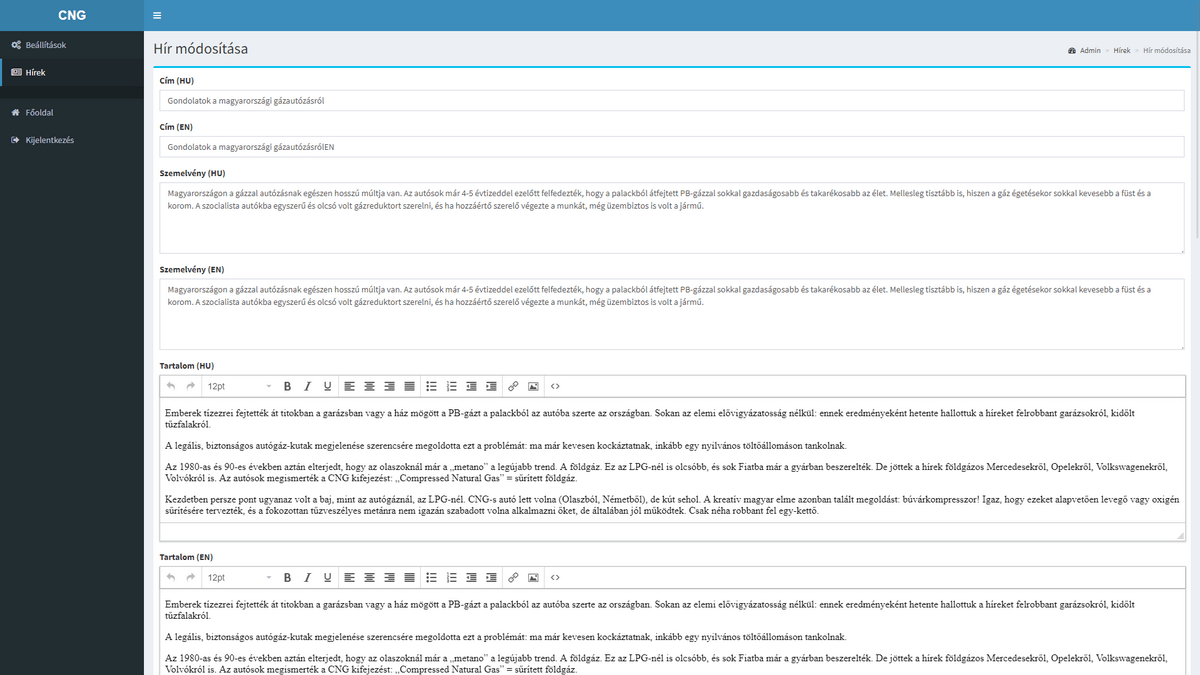 CNG
Beállítások
Hírek
Főoldal
Kijelentkezés
Hír módosítása
Admin > Hírek > Hír módosítása
Cím (HU)
Gondolatok a magyarországi gázautózásról
Cím (EN)
Gondolatok a magyarországi gázautózásrólEN
Szemelvény (HU)
Magyarországon a gázzal autózásnak egészen hosszú múltja van. Az autósok már 4-5 évtizeddel ezelőtt felfedezték, hogy a palackból átfejtett PB-gázzal sokkal gazdaságosabb és takarékosabb az élet. Mellesleg tisztább is, hiszen a gáz égetésekor sokkal kevesebb a füst és a
korom. A szocialista autókba egyszerű és olcsó volt gázreduktort szerelni, és ha hozzáértő szerelő végezte a munkát, még üzembiztos is volt a jármű.
Szemelvény (EN)
Magyarországon a gázzal autózásnak egészen hosszú múltja van. Az autósok már 4-5 évtizeddel ezelőtt felfedezték, hogy a palackból átfejtett PB-gázzal sokkal gazdaságosabb és takarékosabb az élet. Mellesleg tisztább is, hiszen a gáz égetésekor sokkal kevesebb a füst és a
korom. A szocialista autókba egyszerű és olcsó volt gázreduktort szerelni, és ha hozzáértő szerelő végezte a munkát, még üzembiztos is volt a jármű.
Tartalom (HU)
12pt B I U
Emberek tízezrei fejtették át titokban a garázsban vagy a ház mögött a PB-gázt a palackból az autóba szerte az országban. Sokan az elemi elővigyázatosság nélkül: ennek eredményeként hetente hallottuk a híreket felrobbant garázsokról, kidőlt
tűzfalakról.
A legális, biztonságos autógáz-kutak megjelenése szerencsére megoldotta ezt a problémát: ma már kevesen kockáztatnak, inkább egy nyilvános töltőállomáson tankolnak.
Az 1980-as és 90-es években aztán elterjedt, hogy az olaszoknál már a „metano” a legújabb trend. A földgáz. Ez az LPG-nél is olcsóbb, és sok Fiatba már a gyárban beszerelték. De jöttek a hírek földgázos Mercedesekről, Opelekről, Volkswagenekről,
Volvókról is. Az autósok megismerték a CNG kifejezést: „Compressed Natural Gas” = sűrített földgáz.
Kezdetben persze pont ugyanaz volt a baj, mint az autógáznál, az LPG-nél. CNG-s autó lett volna (Olaszból, Németből), de kút sehol. A kreatív magyar elme azonban talált megoldást: búvárkompresszor! Igaz, hogy ezeket alapvetően levegő vagy oxigén
sűrítésére tervezték, és a fokozottan tűzveszélyes metánra nem igazán szabadott volna alkalmazni őket, de általában jól működtek. Csak néha robbant fel egy-kettő.
Tartalom (EN)
12pt B I U
Emberek tízezrei fejtették át titokban a garázsban vagy a ház mögött a PB-gázt a palackból az autóba szerte az országban. Sokan az elemi elővigyázatosság nélkül: ennek eredményeként hetente hallottuk a híreket felrobbant garázsokról, kidőlt
tűzfalakról.
A legális, biztonságos autógáz-kutak megjelenése szerencsére megoldotta ezt a problémát: ma már kevesen kockáztatnak, inkább egy nyilvános töltőállomáson tankolnak.
Az 1980-as és 90-es években aztán elterjedt, hogy az olaszoknál már a „metano” a legújabb trend. A földgáz. Ez az LPG-nél is olcsóbb, és sok Fiatba már a gyárban beszerelték. De jöttek a hírek földgázos Mercedesekről, Opelekről, Volkswagenekről,
Volvókról is. Az autósok megismerték a CNG kifejezést: „Compressed Natural Gas” = sűrített földgáz.